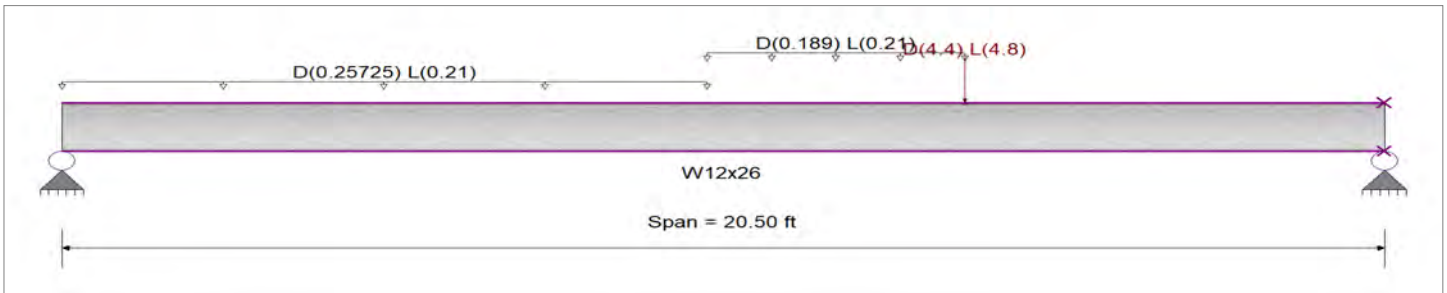 D(0.189) L(0.21)
D(4.4) L(4.8)
D(0.25725) L(0.21)
W12x26
Span = 20.50 ft